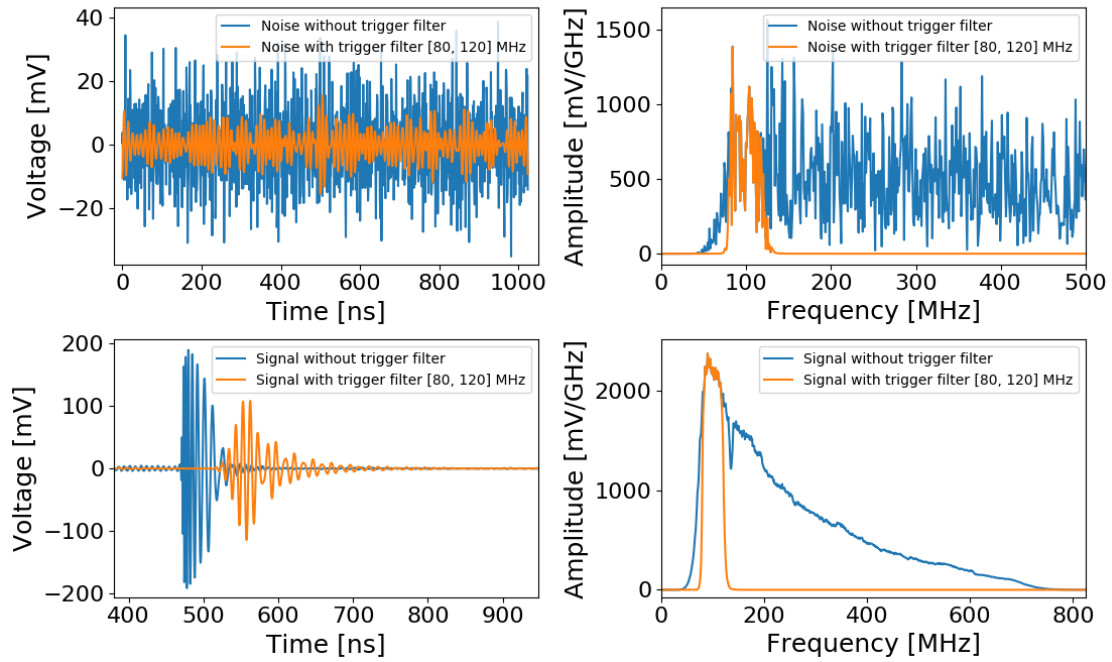 Voltage [mV]
40
20
0
−20
Noise without trigger filter
Noise with trigger filter [80, 120] MHz
0 200 400 600 800 1000
Time [ns]
Amplitude [mV/GHz]
1500
1000
500
0
Noise without trigger filter
Noise with trigger filter [80, 120] MHz
0 100 200 300 400 500
Frequency [MHz]
Voltage [mV]
200
100
0
−100
−200
Signal without trigger filter
Signal with trigger filter [80, 120] MHz
400 500 600 700 800 900
Time [ns]
Amplitude [mV/GHz]
2000
1000
0
Signal without trigger filter
Signal with trigger filter [80, 120] MHz
0 200 400 600 800
Frequency [MHz]